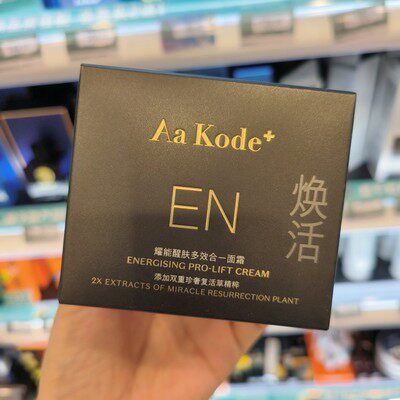 Aa Kode+
EN
焕活
耀能醒肤多效合一面霜
ENERGISING PRO-LIFT CREAM
添加双重珍奢复活草精粹
2X EXTRACTS OF MIRACLE RESURRECTION PLANT